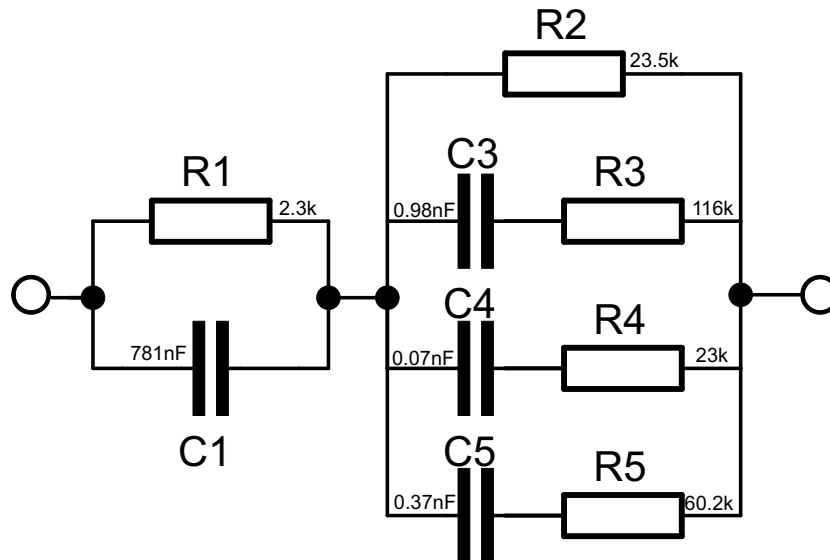 R2
23.5k
C3
R3
0.98nF
116k
R1
2.3k
C4
R4
0.07nF
23k
781nF
C1
C5
R5
0.37nF
60.2k